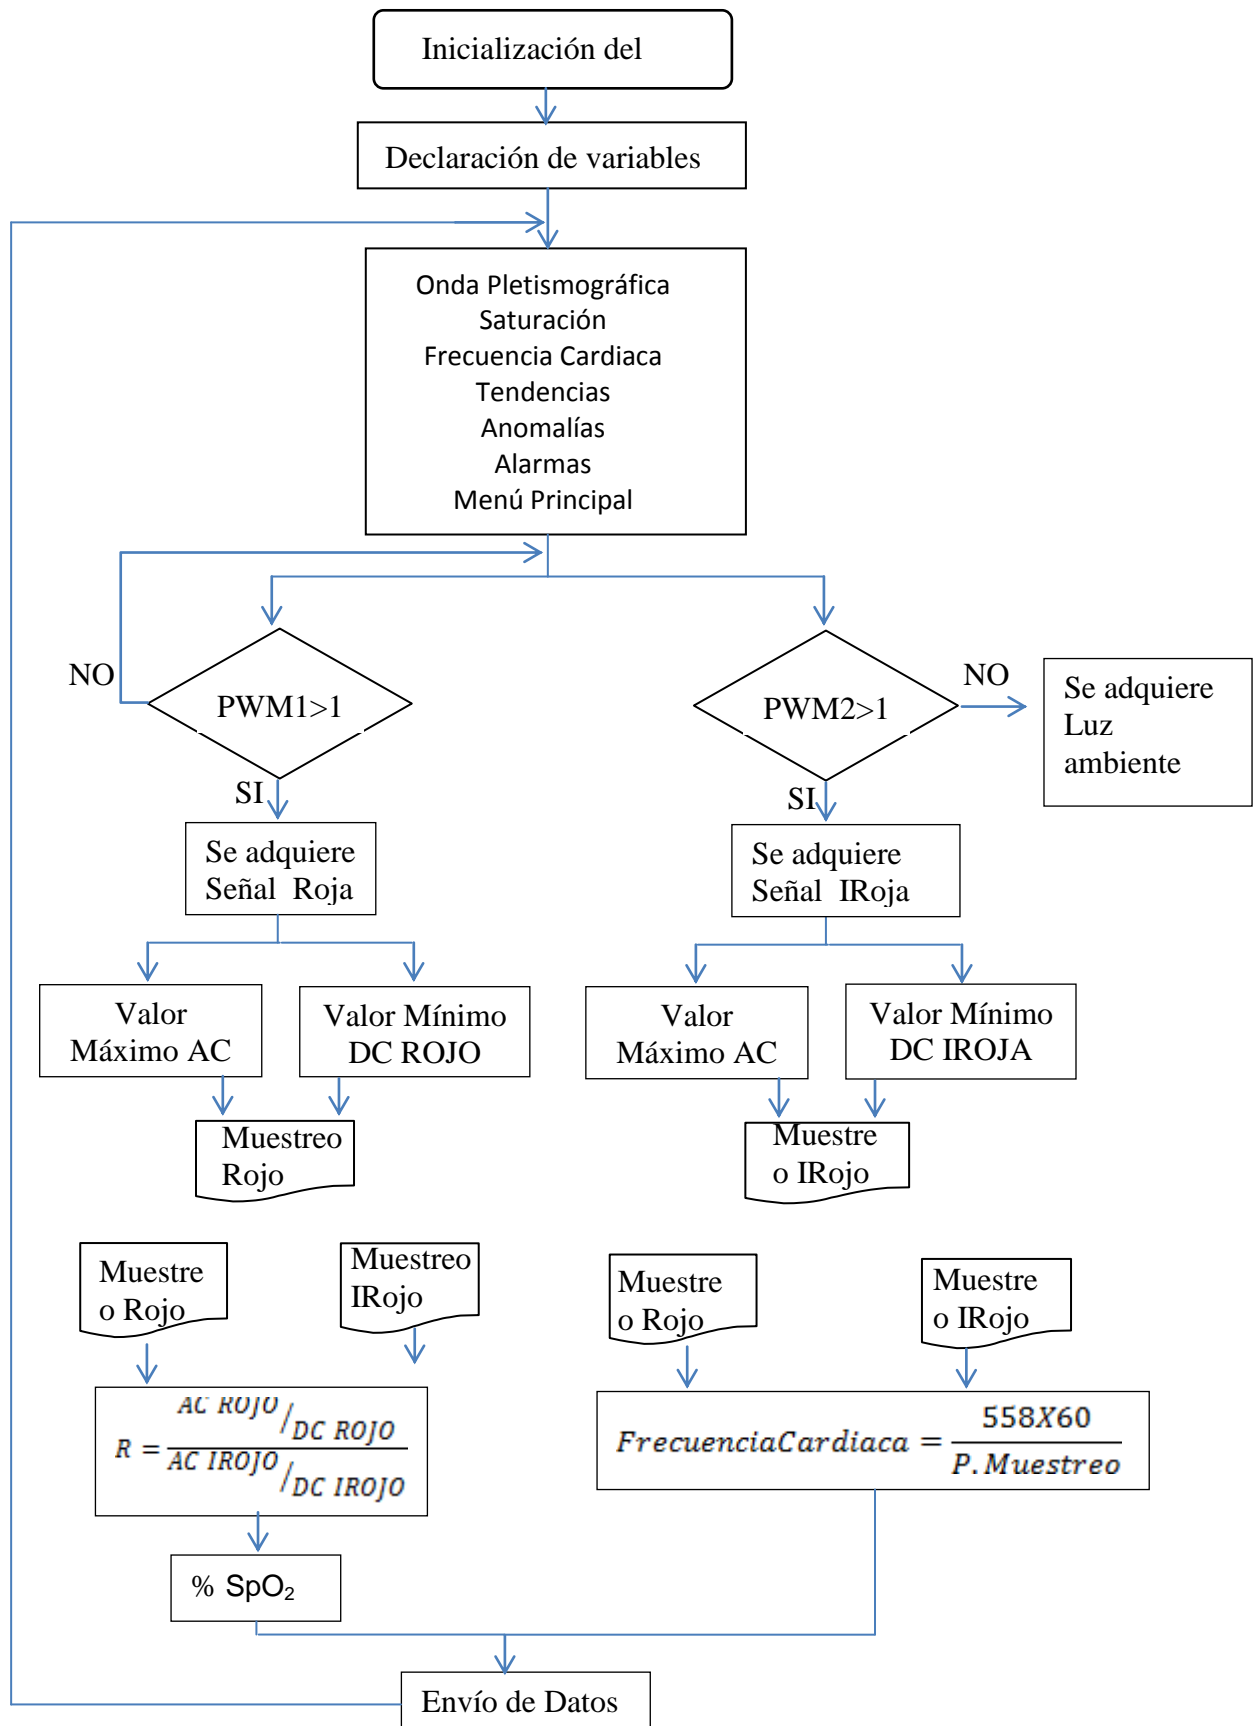 Inicialización del
Declaración de variables
Onda Pletismográfica
Saturación
Frecuencia Cardiaca
Tendencias
Anomalías
Alarmas
Menú Principal
NO
PWM1>1
SI
PWM2>1
NO
SI
Se adquiere
Luz
ambiente
Se adquiere
Señal Roja
Se adquiere
Señal IRoja
Valor
Máximo AC
Valor Mínimo
DC ROJO
Valor
Máximo AC
Valor Mínimo
DC IROJA
Muestreo
Rojo
Muestre
o IRojo
Muestre
o Rojo
Muestreo
IRojo
Muestre
o Rojo
Muestre
o IRojo
R = (AC ROJO/DC ROJO)/(AC IROJO/DC IROJO)
FrecuenciaCardiaca = 558X60/P.Muestreo
% SpO₂
Envío de Datos